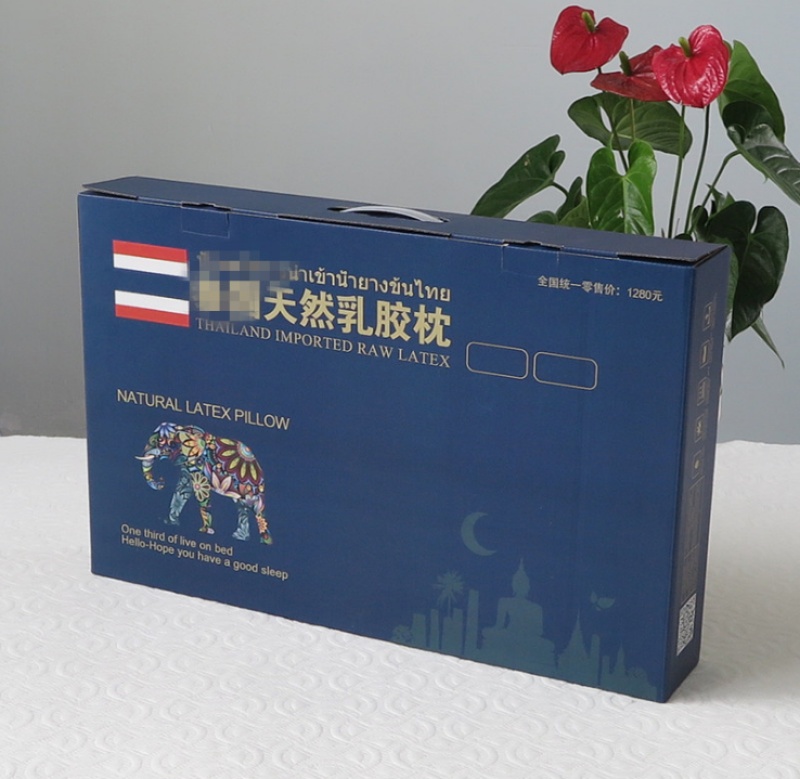 นำเข้าน้ำยางข้นไทย
天然乳胶枕
THAILAND IMPORTED RAW LATEX
全国统一零售价：1280元
NATURAL LATEX PILLOW
One third of live on bed
Hello-Hope you have a good sleep